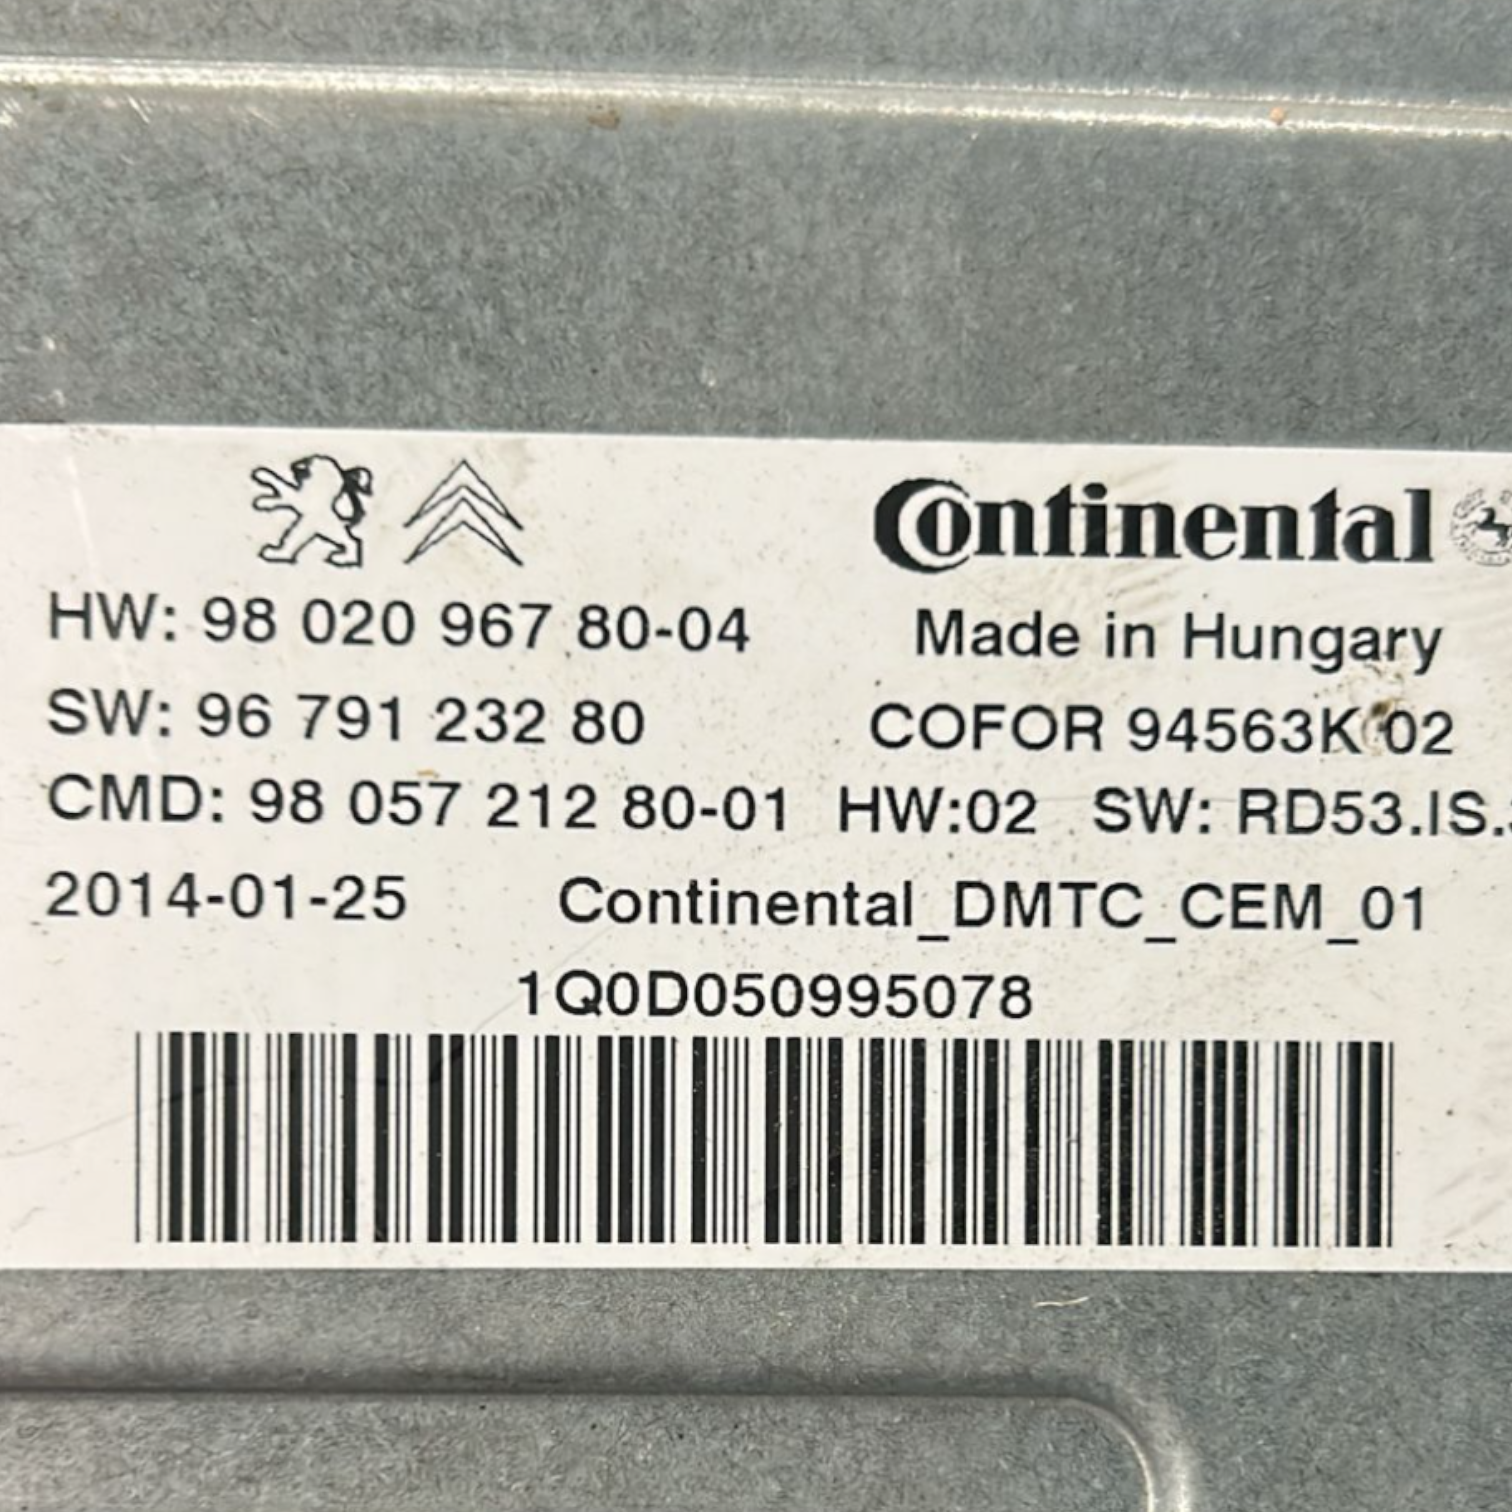 Continental
HW: 98 020 967 80-04
Made in Hungary
SW: 96 791 232 80
COFOR 94563K 02
CMD: 98 057 212 80-01 HW:02 SW: RD53.IS.
2014-01-25 Continental_DMTC_CEM_01
1Q0D050995078